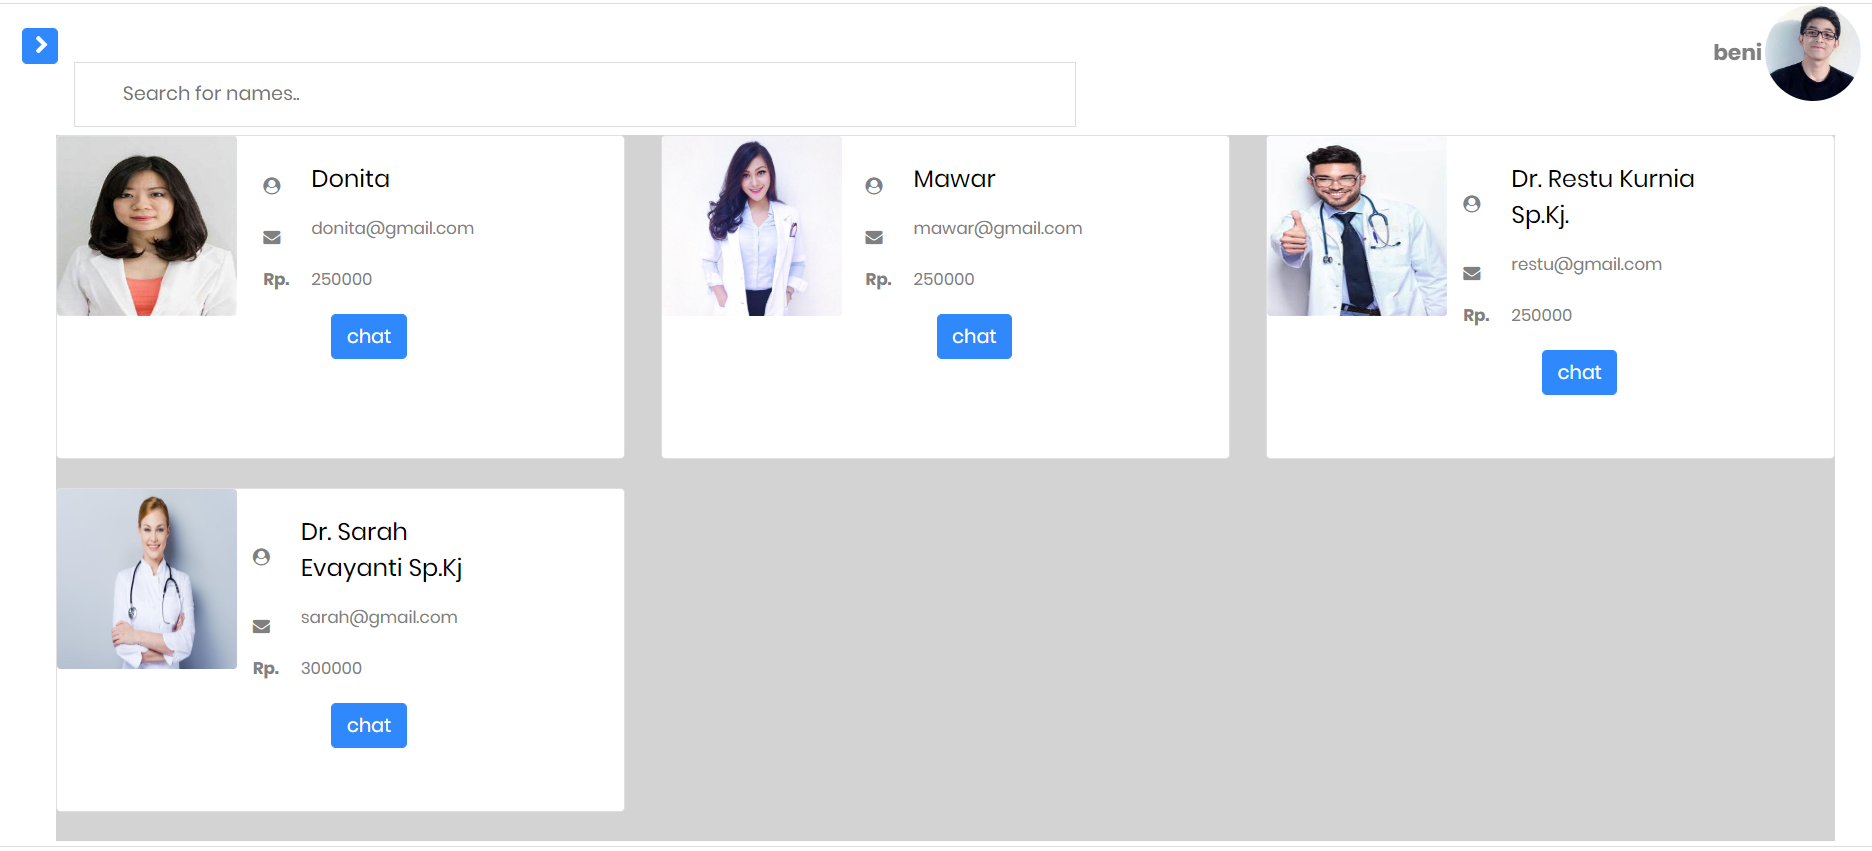 beni
Search for names..
Donita
donita@gmail.com
Rp. 250000
chat
Mawar
mawar@gmail.com
Rp. 250000
chat
Dr. Restu Kurnia
Sp.Kj.
restu@gmail.com
Rp. 250000
chat
Dr. Sarah
Evayanti Sp.Kj
sarah@gmail.com
Rp. 300000
chat